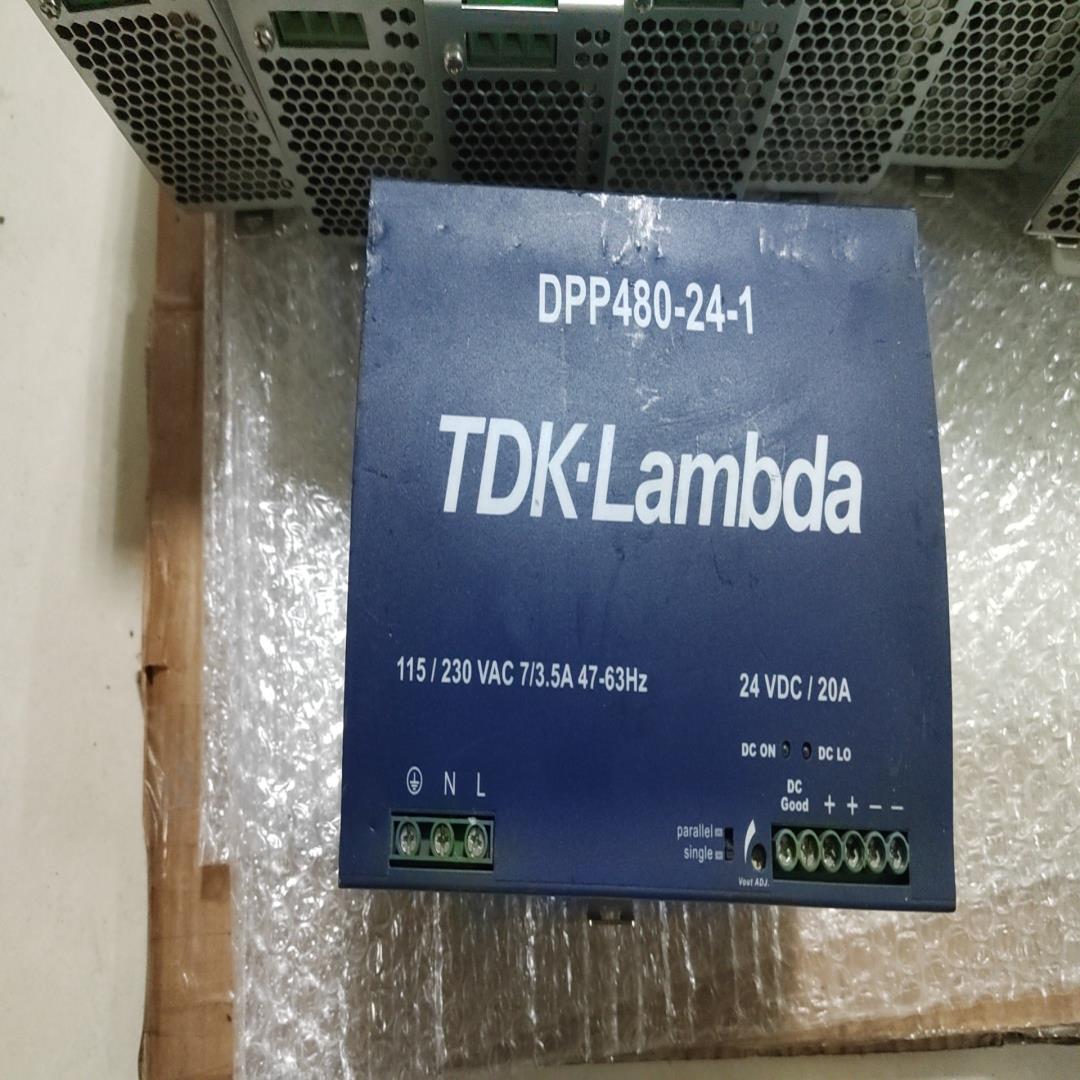 DPP480-24-1
TDK·Lambda
115 / 230 VAC 7/3.5A 47-63Hz
24 VDC / 20A
DC ON
DC LO
N L
DC
Good + + − −
parallel
single
Vout ADJ.